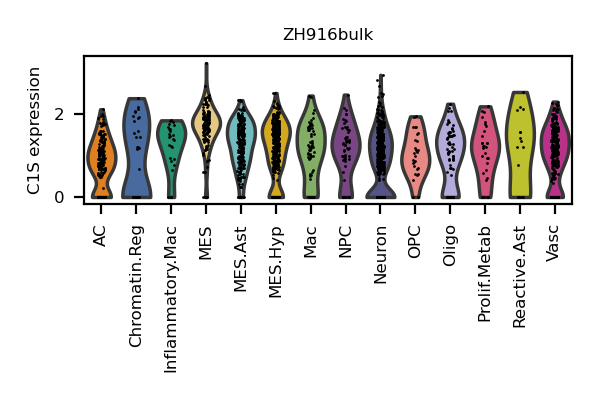 ZH916bulk
C1S expression
2
0
AC
Chromatin.Reg
Inflammatory.Mac
MES
MES.Ast
MES.Hyp
Mac
NPC
Neuron
OPC
Oligo
Prolif.Metab
Reactive.Ast
Vasc